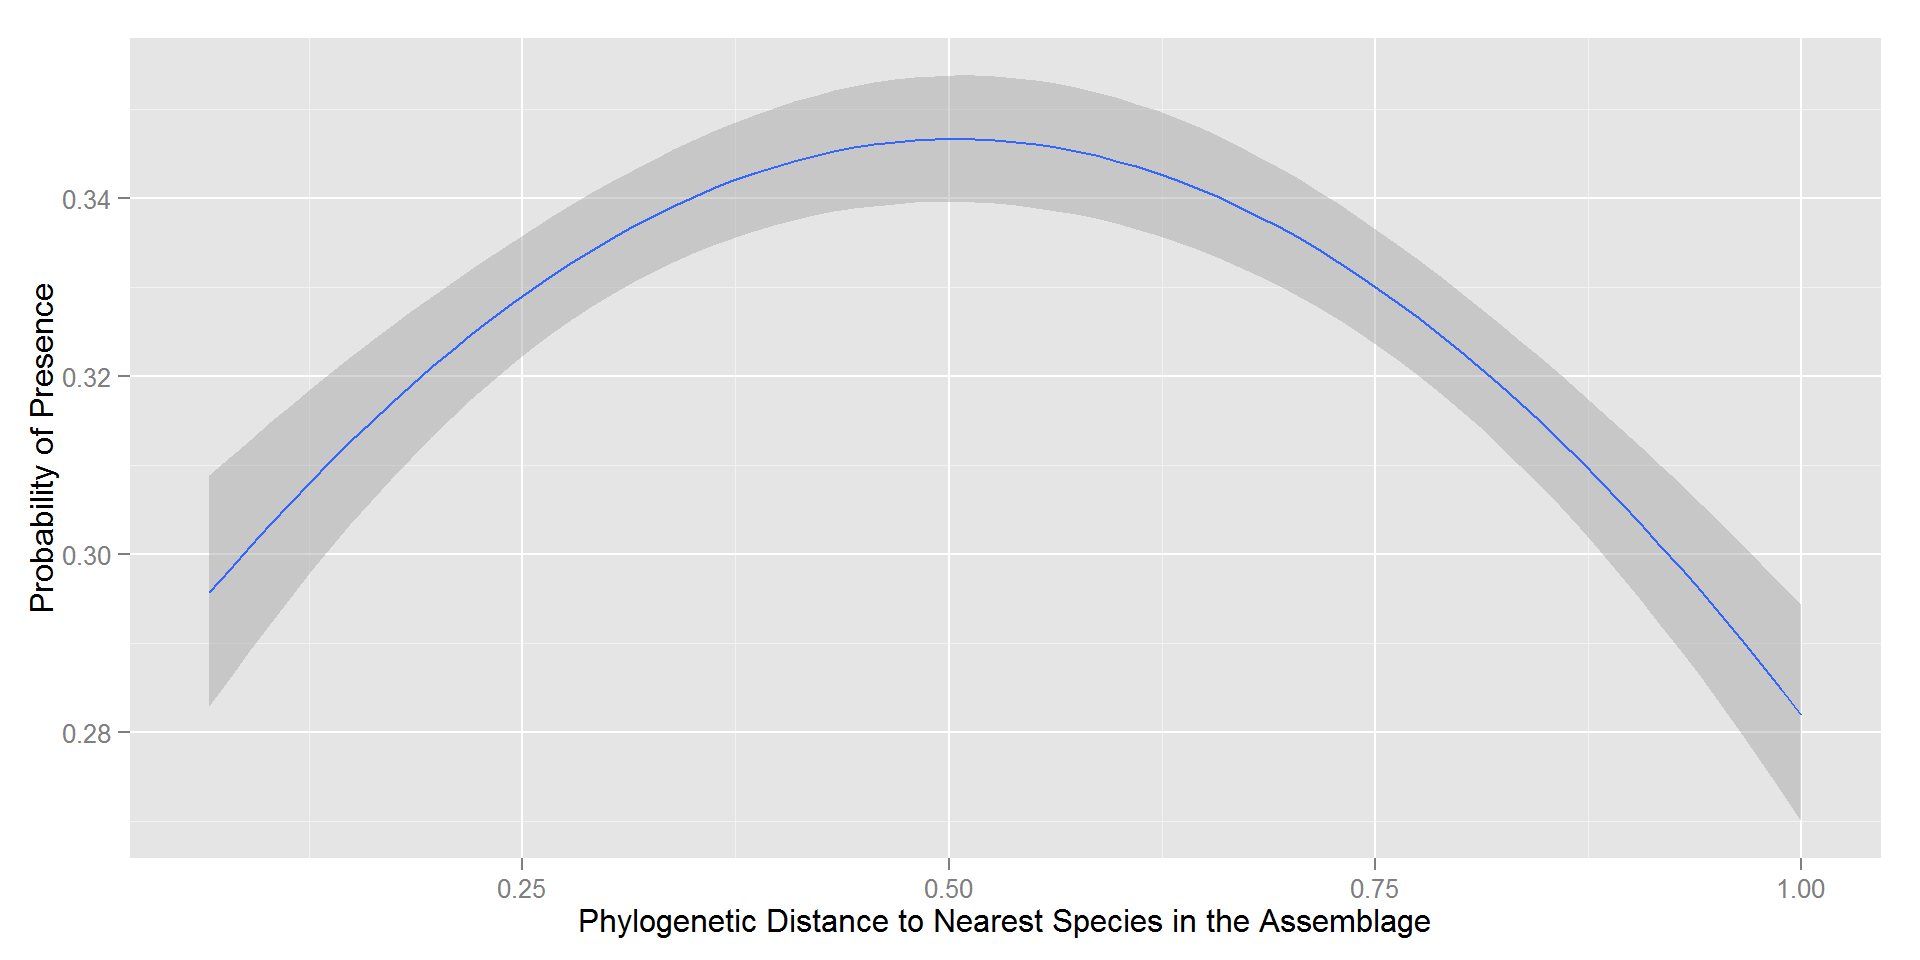 Probability of Presence
0.34
0.32
0.30
0.28
0.25 0.50 0.75 1.00
Phylogenetic Distance to Nearest Species in the Assemblage